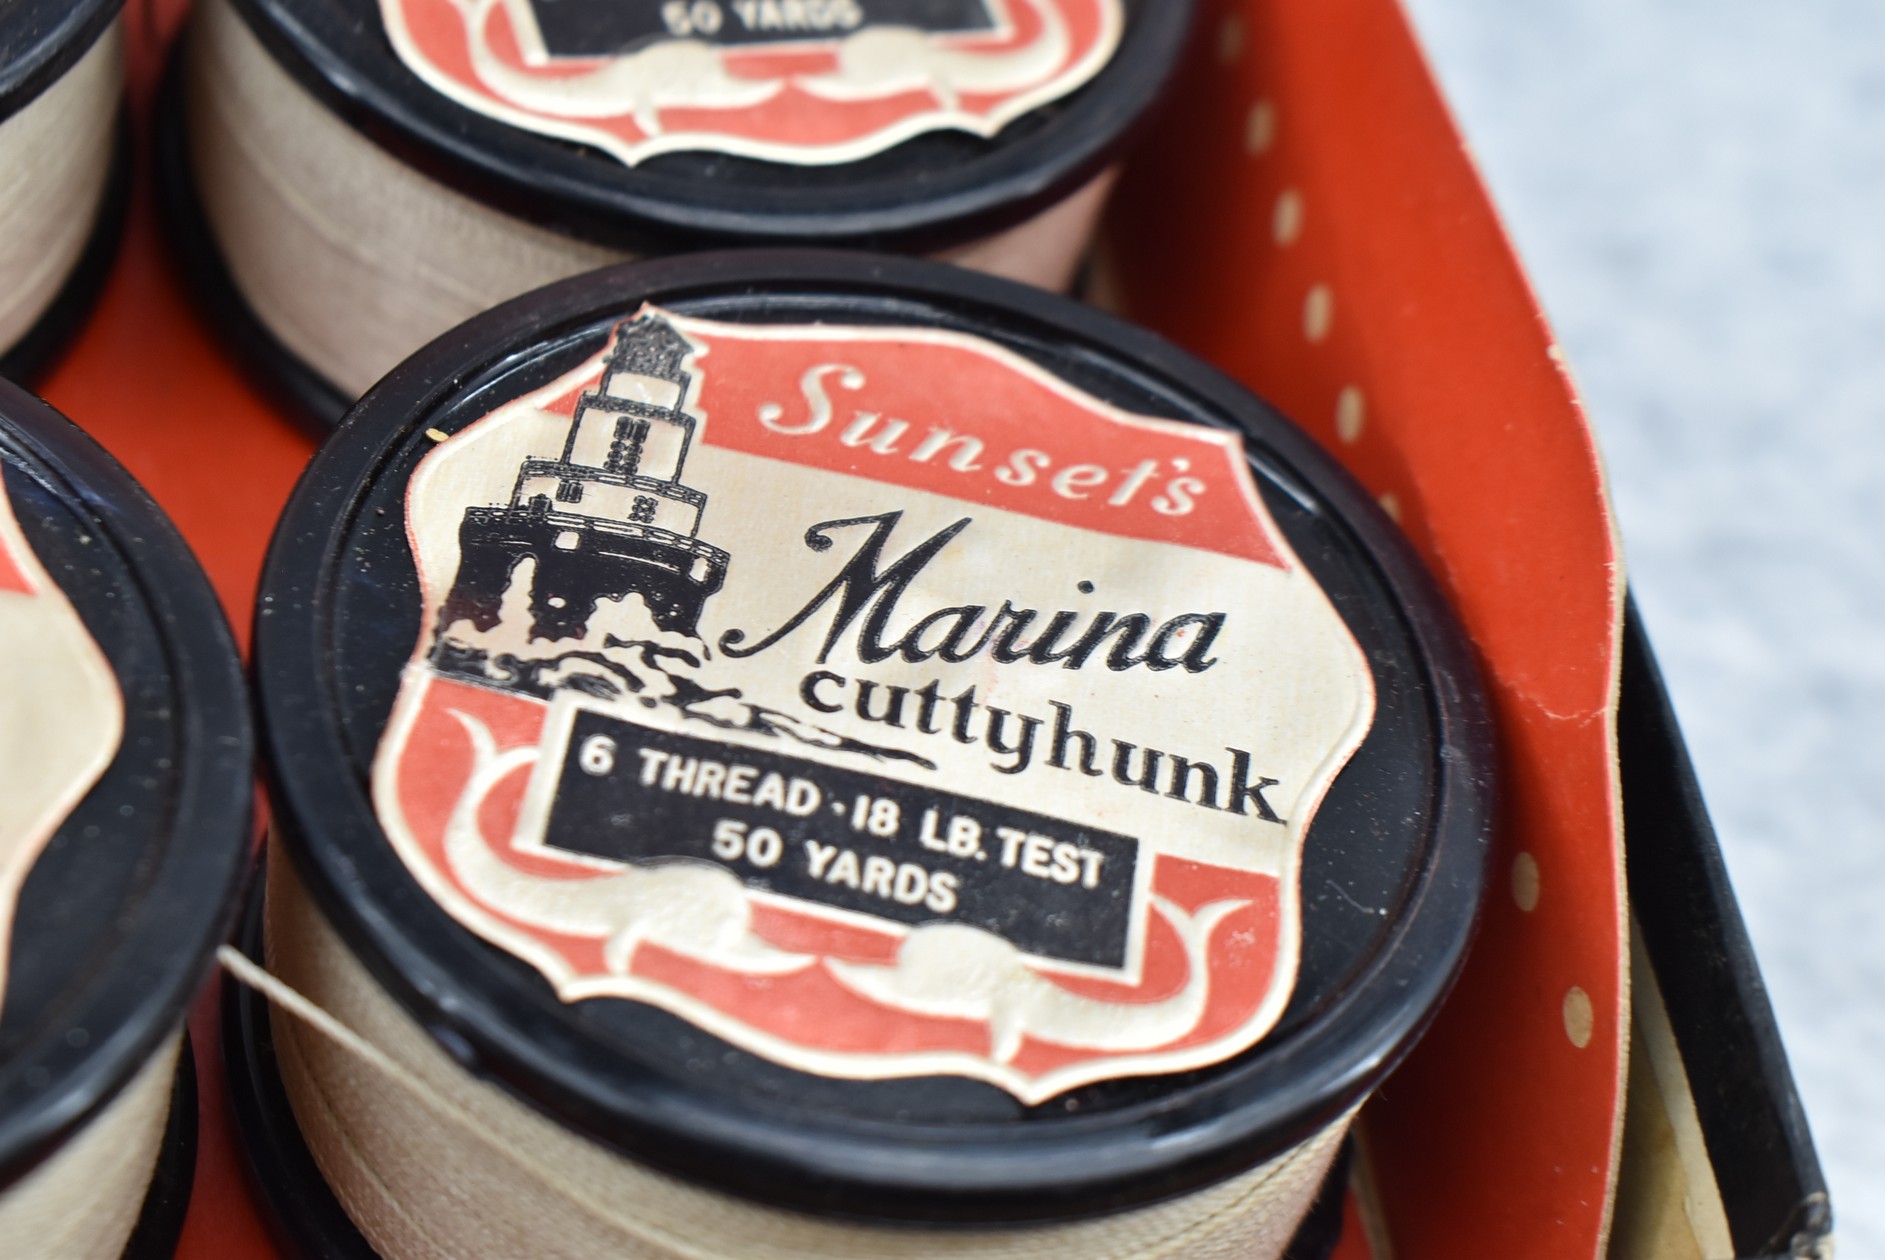 50 YARDS
Sunset's
Marina
cuttyhunk
6 THREAD · 18 LB. TEST
50 YARDS